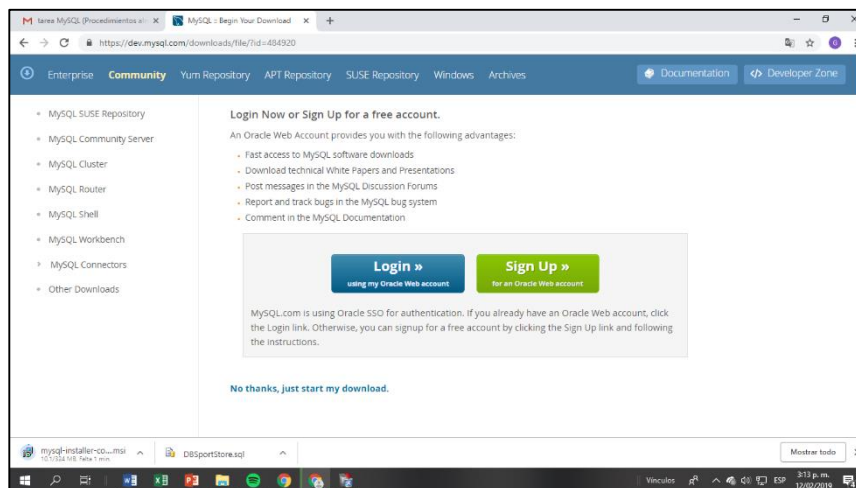 tarea MySQL (Procedimientos al
MySQL :: Begin Your Download
https://dev.mysql.com/downloads/file/?id=484920
Enterprise Community Yum Repository APT Repository SUSE Repository Windows Archives Documentation Developer Zone
MySQL SUSE Repository
MySQL Community Server
MySQL Cluster
MySQL Router
MySQL Shell
MySQL Workbench
MySQL Connectors
Other Downloads
Login Now or Sign Up for a free account.
An Oracle Web Account provides you with the following advantages:
Fast access to MySQL software downloads
Download technical White Papers and Presentations
Post messages in the MySQL Discussion Forums
Report and track bugs in the MySQL bug system
Comment in the MySQL Documentation
Login »
using my Oracle Web account
Sign Up »
for an Oracle Web account
MySQL.com is using Oracle SSO for authentication. If you already have an Oracle Web account, click
the Login link. Otherwise, you can signup for a free account by clicking the Sign Up link and following
the instructions.
No thanks, just start my download.
mysql-installer-co....msi
MB, Falta 1 min.
DBSportStore.sql
Mostrar todo
Vínculos
ESP
3:13 p. m.
12/02/2019